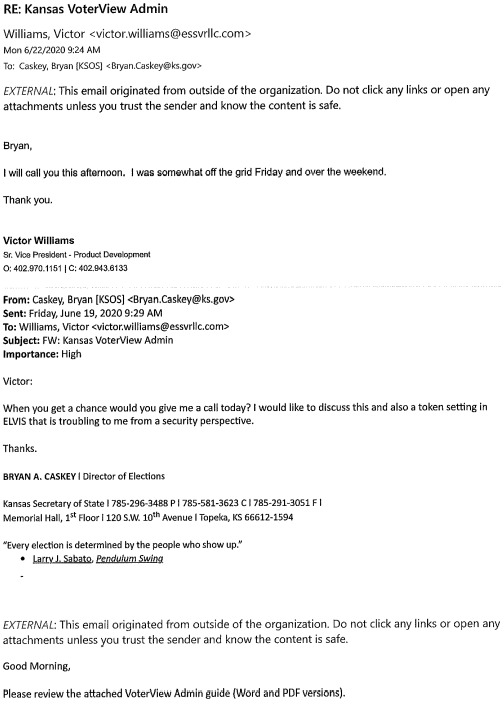 RE: Kansas VoterView Admin
Williams, Victor <victor.williams@essvrllc.com>
Mon 6/22/2020 9:24 AM
To: Caskey, Bryan [KSOS] <Bryan.Caskey@ks.gov>
EXTERNAL: This email originated from outside of the organization. Do not click any links or open any
attachments unless you trust the sender and know the content is safe.
Bryan,
I will call you this afternoon. I was somewhat off the grid Friday and over the weekend.
Thank you.
Victor Williams
Sr. Vice President - Product Development
O: 402.970.1151 | C: 402.943.6133
From: Caskey, Bryan [KSOS] <Bryan.Caskey@ks.gov>
Sent: Friday, June 19, 2020 9:29 AM
To: Williams, Victor <victor.williams@essvrllc.com>
Subject: FW: Kansas VoterView Admin
Importance: High
Victor:
When you get a chance would you give me a call today? I would like to discuss this and also a token setting in
ELVIS that is troubling to me from a security perspective.
Thanks.
BRYAN A. CASKEY | Director of Elections
Kansas Secretary of State | 785-296-3488 P | 785-581-3623 C | 785-291-3051 F |
Memorial Hall, 1st Floor | 120 S.W. 10th Avenue | Topeka, KS 66612-1594
"Every election is determined by the people who show up."
• Larry J. Sabato, Pendulum Swing
-
EXTERNAL: This email originated from outside of the organization. Do not click any links or open any
attachments unless you trust the sender and know the content is safe.
Good Morning,
Please review the attached VoterView Admin guide (Word and PDF versions).